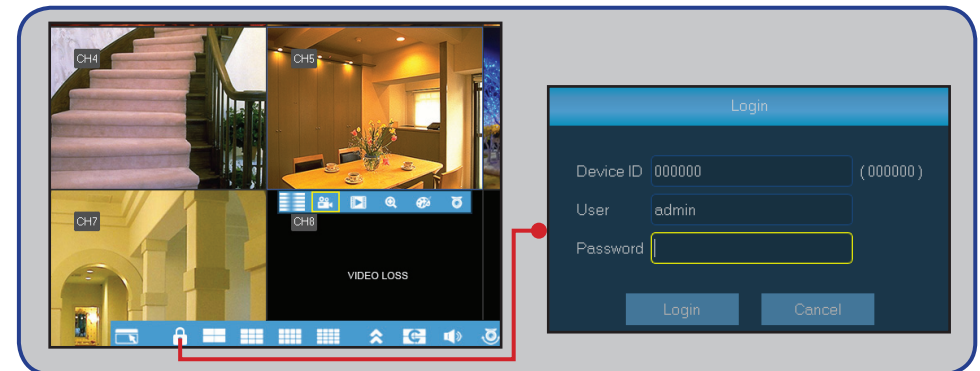 CH4
CH5
CH7
CH8
VIDEO LOSS
Login
Device ID 000000 (000000)
User admin
Password
Login Cancel